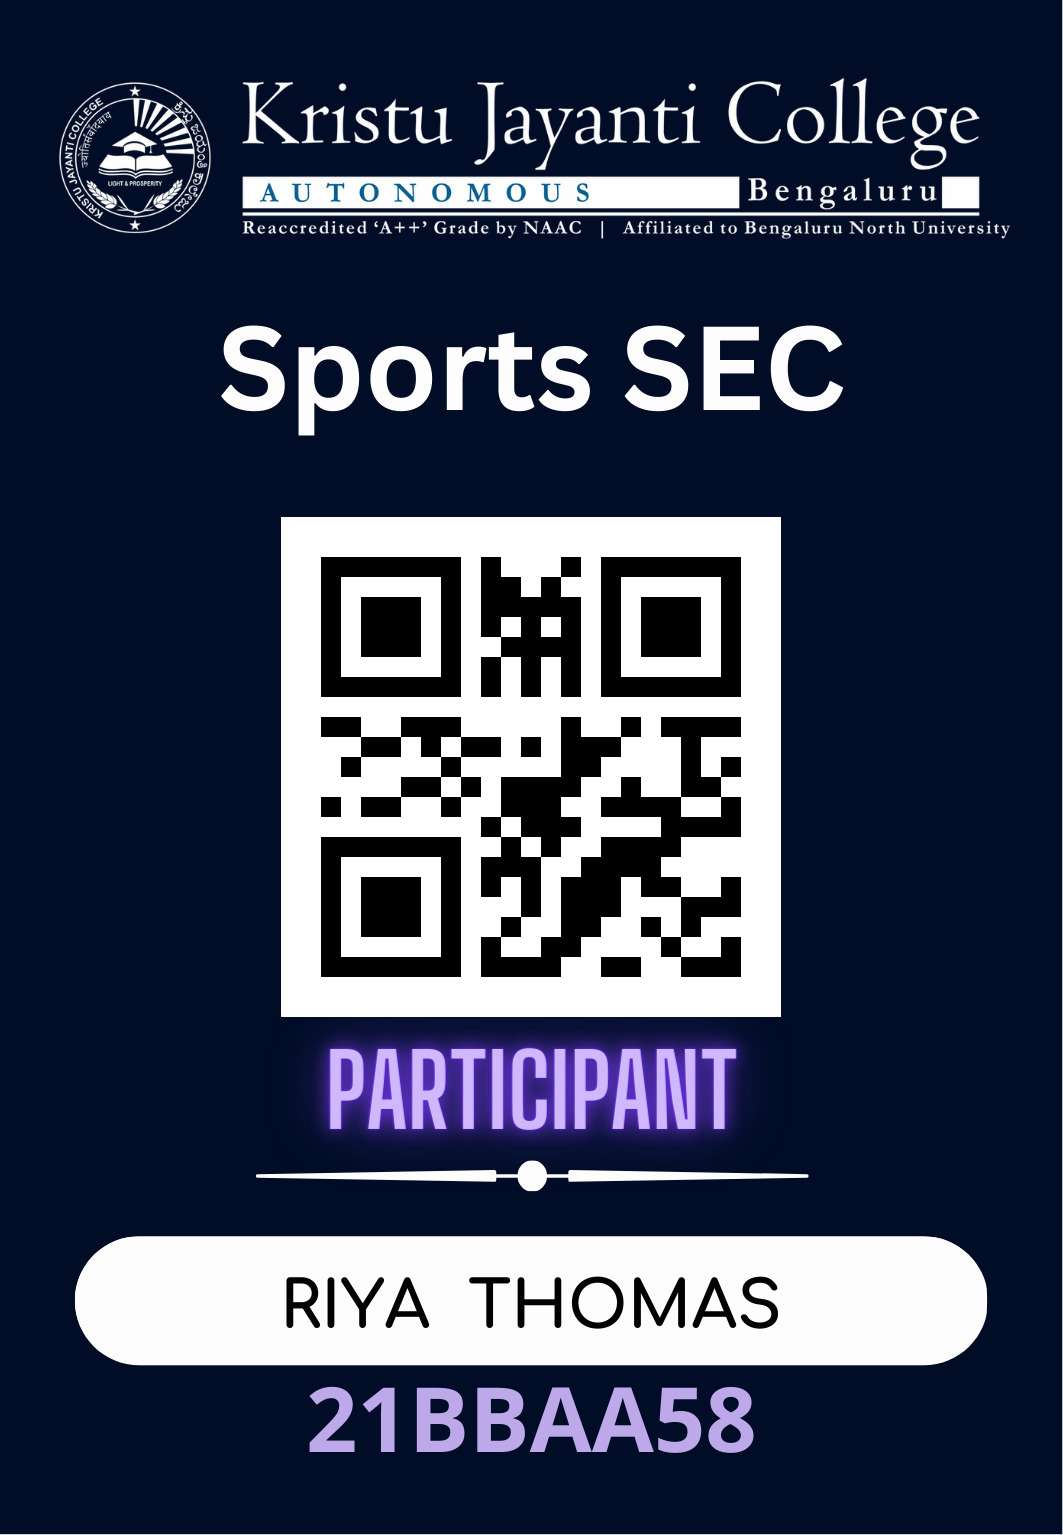 Kristu Jayanti College
AUTONOMOUS Bengaluru
Reaccredited ‘A++’ Grade by NAAC | Affiliated to Bengaluru North University
KRISTU JAYANTI COLLEGE
ಕ್ರಿಸ್ತು ಜಯಂತಿ ಕಾಲೇಜು
LIGHT & PROSPERITY
Sports SEC
PARTICIPANT
RIYA THOMAS
21BBAA58